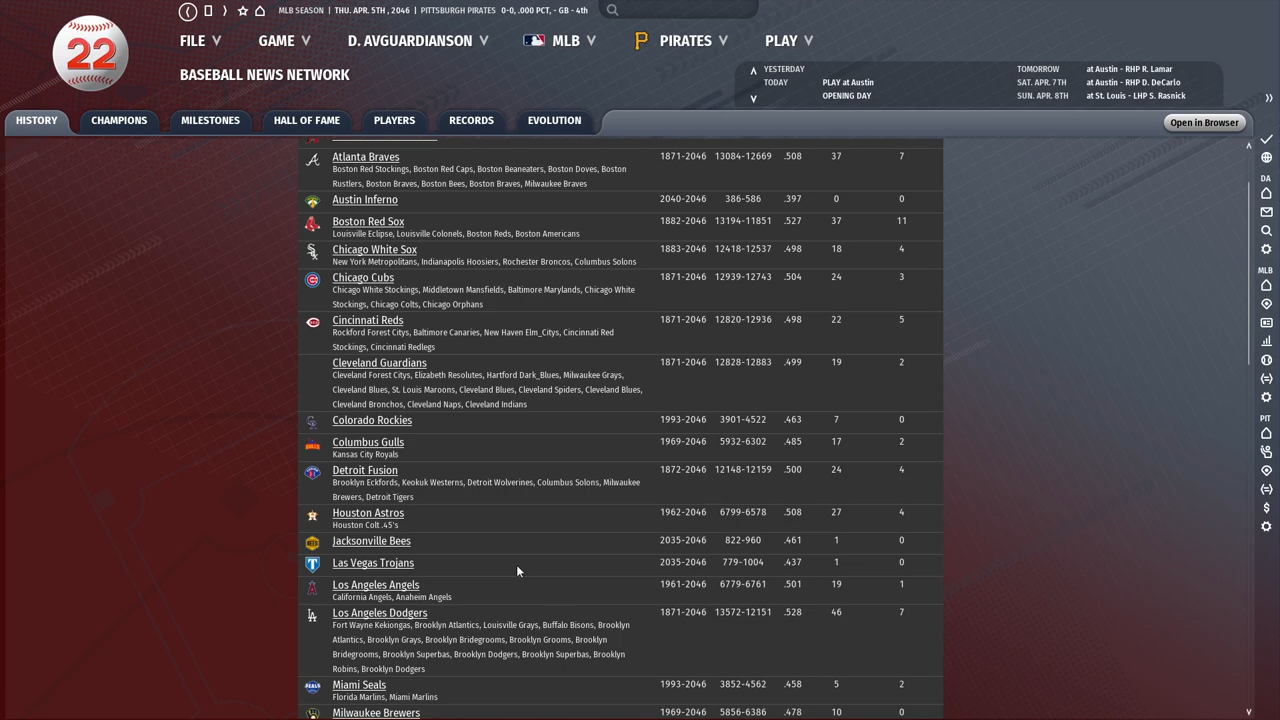 MLB SEASON | THU. APR. 5TH , 2046 | PITTSBURGH PIRATES 0-0, .000 PCT, - GB - 4th
22
FILE GAME D. AVGUARDIANSON MLB P PIRATES PLAY
BASEBALL NEWS NETWORK
YESTERDAY
TODAY PLAY at Austin
OPENING DAY
TOMORROW at Austin - RHP R. Lamar
SAT. APR. 7TH at Austin - RHP D. DeCarlo
SUN. APR. 8TH at St. Louis - LHP S. Rasnick
HISTORY CHAMPIONS MILESTONES HALL OF FAME PLAYERS RECORDS EVOLUTION Open in Browser
Atlanta Braves 1871-2046 13084-12669 .508 37 7
Boston Red Stockings, Boston Red Caps, Boston Beaneaters, Boston Doves, Boston
Rustlers, Boston Braves, Boston Bees, Boston Braves, Milwaukee Braves
Austin Inferno 2040-2046 386-586 .397 0 0
Boston Red Sox 1882-2046 13194-11851 .527 37 11
Louisville Eclipse, Louisville Colonels, Boston Reds, Boston Americans
Chicago White Sox 1883-2046 12418-12537 .498 18 4
New York Metropolitans, Indianapolis Hoosiers, Rochester Broncos, Columbus Solons
Chicago Cubs 1871-2046 12939-12743 .504 24 3
Chicago White Stockings, Middletown Mansfields, Baltimore Marylands, Chicago White
Stockings, Chicago Colts, Chicago Orphans
Cincinnati Reds 1871-2046 12820-12936 .498 22 5
Rockford Forest Citys, Baltimore Canaries, New Haven Elm_Citys, Cincinnati Red
Stockings, Cincinnati Redlegs
Cleveland Guardians 1871-2046 12828-12883 .499 19 2
Cleveland Forest Citys, Elizabeth Resolutes, Hartford Dark_Blues, Milwaukee Grays,
Cleveland Blues, St. Louis Maroons, Cleveland Blues, Cleveland Spiders, Cleveland Blues,
Cleveland Bronchos, Cleveland Naps, Cleveland Indians
Colorado Rockies 1993-2046 3901-4522 .463 7 0
Columbus Gulls 1969-2046 5932-6302 .485 17 2
Kansas City Royals
Detroit Fusion 1872-2046 12148-12159 .500 24 4
Brooklyn Eckfords, Keokuk Westerns, Detroit Wolverines, Columbus Solons, Milwaukee
Brewers, Detroit Tigers
Houston Astros 1962-2046 6799-6578 .508 27 4
Houston Colt .45's
Jacksonville Bees 2035-2046 822-960 .461 1 0
Las Vegas Trojans 2035-2046 779-1004 .437 1 0
Los Angeles Angels 1961-2046 6779-6761 .501 19 1
California Angels, Anaheim Angels
Los Angeles Dodgers 1871-2046 13572-12151 .528 46 7
Fort Wayne Kekiongas, Brooklyn Atlantics, Louisville Grays, Buffalo Bisons, Brooklyn
Atlantics, Brooklyn Grays, Brooklyn Bridegrooms, Brooklyn Grooms, Brooklyn
Bridegrooms, Brooklyn Superbas, Brooklyn Dodgers, Brooklyn Superbas, Brooklyn
Robins, Brooklyn Dodgers
Miami Seals 1993-2046 3852-4562 .458 5 2
Florida Marlins, Miami Marlins
Milwaukee Brewers 1969-2046 5856-6386 .478 10 0
DA
MLB
PIT